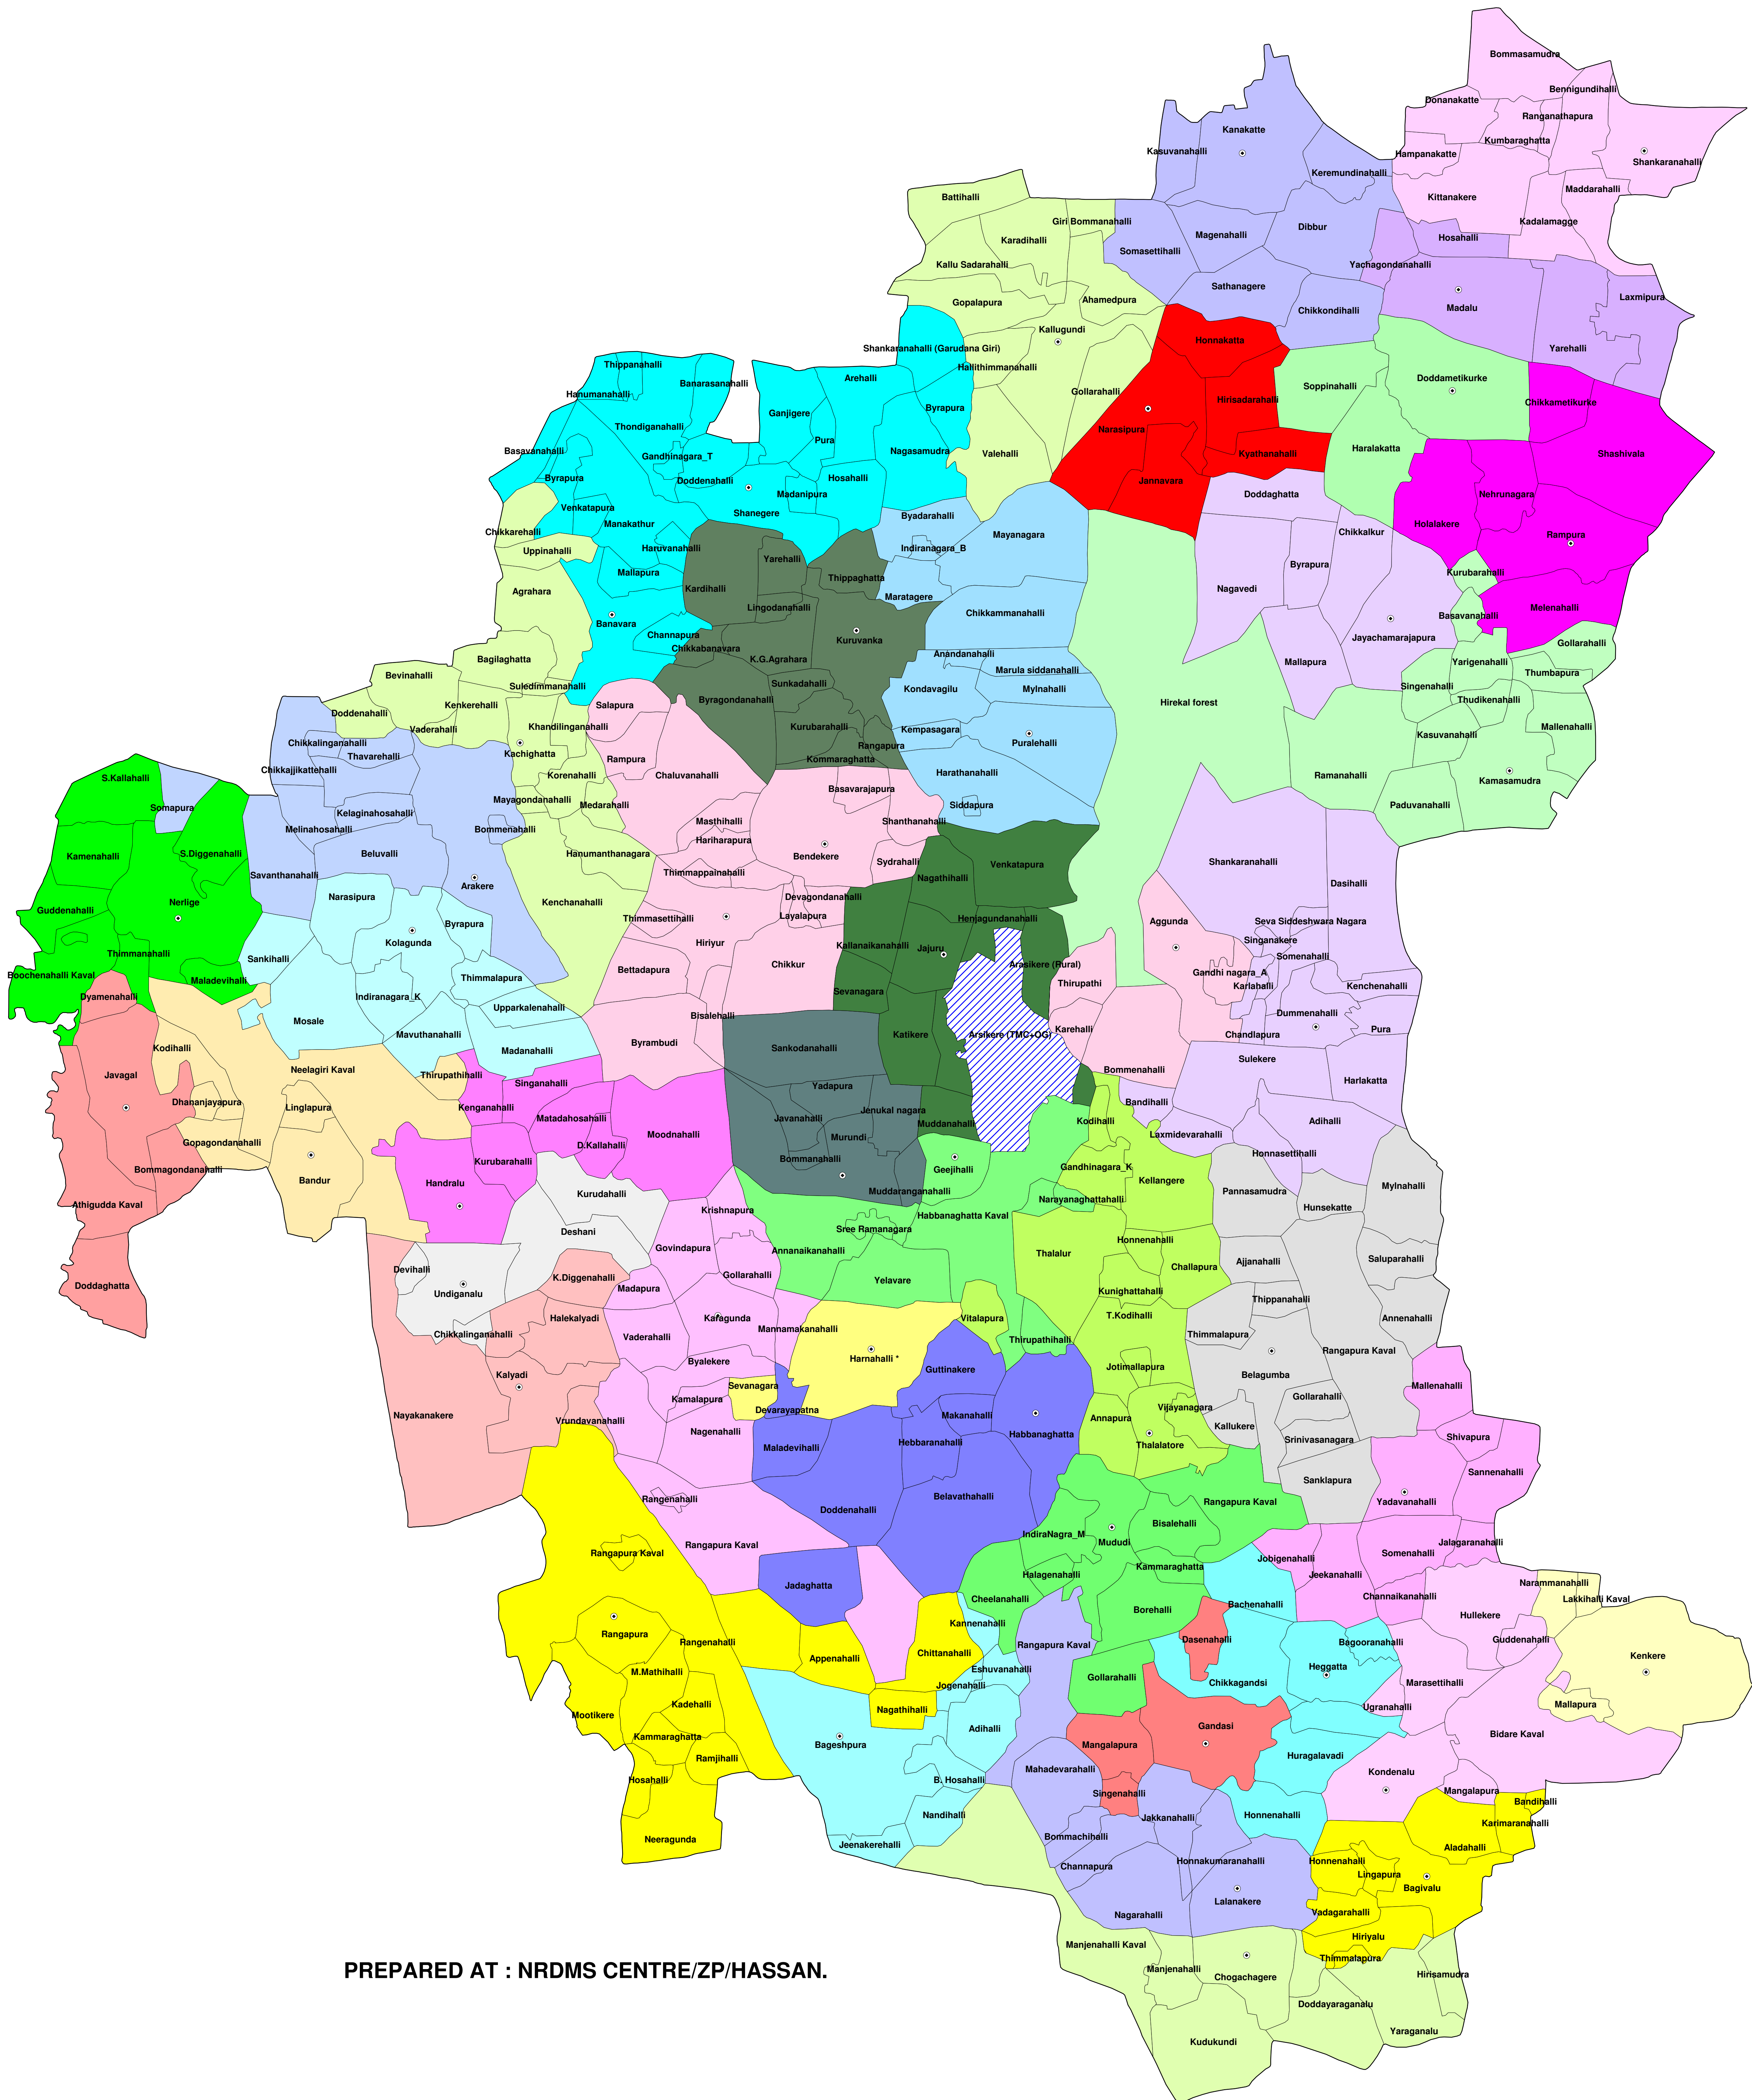 Bommasamudra
Bennigundihalli
Donanakatte
Ranganathapura
Kumbaraghatta
Kanakatte
Kasuvanahalli
Hampanakatte
Shankaranahalli
Keremundinahalli
Maddarahalli
Battihalli
Kittanakere
Giri Bommanahalli
Kadalamagge
Dibbur
Magenahalli
Karadihalli
Hosahalli
Somasettihalli
Kallu Sadarahalli
Yachagondanahalli
Sathanagere
Laxmipura
Gopalapura
Ahamedpura
Madalu
Chikkondihalli
Kallugundi
Honnakatta
Shankaranahalli (Garudana Giri)
Yarehalli
Thippanahalli
Hallithimmanahalli
Arehalli
Banarasanahalli
Soppinahalli
Doddametikurke
Hanumanahalli
Gollarahalli
Hirisadarahalli
Chikkametikurke
Byrapura
Ganjigere
Thondiganahalli
Narasipura
Pura
Haralakatta
Basavanahalli
Nagasamudra
Valehalli
Kyathanahalli
Shashivala
Gandhinagara_T
Byrapura
Hosahalli
Doddenahalli
Jannavara
Madanipura
Doddaghatta
Nehrunagara
Venkatapura
Shanegere
Byadarahalli
Manakathur
Holalakere
Chikkarehalli
Chikkalkur
Mayanagara
Rampura
Haruvanahalli
Indiranagara_B
Uppinahalli
Yarehalli
Byrapura
Mallapura
Thippaghatta
Kurubarahalli
Kardihalli
Nagavedi
Agrahara
Maratagere
Lingodanahalli
Melenahalli
Chikkammanahalli
Basavanahalli
Banavara
Channapura
Kuruvanka
Jayachamarajapura
Gollarahalli
Chikkabanavara
Anandanahalli
Bagilaghatta
K.G.Agrahara
Mallapura
Yarigenahalli
Marula siddanahalli
Thumbapura
Bevinahalli
Sunkadahalli
Suledimmanahalli
Singenahalli
Kondavagilu
Mylnahalli
Byragondanahalli
Thudikenahalli
Hirekal forest
Kenkerehalli
Salapura
Doddenahalli
Khandilinganahalli
Kurubarahalli
Mallenahalli
Vaderahalli
Kempasagara
Kasuvanahalli
Chikkalinganahalli
Puralehalli
Rangapura
Kachighatta
Thavarehalli
Rampura
Kommaraghatta
Chikkajjikattehalli
Harathanahalli
Kamasamudra
Korenahalli
Chaluvanahalli
Ramanahalli
S.Kallahalli
Basavarajapura
Mayagondanahalli
Medarahalli
Siddapura
Paduvanahalli
Somapura
Kelaginahosahalli
Masthihalli
Shanthanahalli
Melinahosahalli
Bommenahalli
Hariharapura
Beluvalli
Hanumanthanagara
S.Diggenahalli
Kamenahalli
Bendekere
Sydrahalli
Venkatapura
Shankaranahalli
Thimmappainahalli
Savanthanahalli
Nagathihalli
Arekere
Dasihalli
Narasipura
Devagondanahalli
Nerlige
Kenchanahalli
Guddenahalli
Layalapura
Thimmasettihalli
Henjagundanahalli
Aggunda
Seva Siddeshwara Nagara
Byrapura
Kolagunda
Hiriyur
Kallanaikanahalli
Jajuru
Singanakere
Thimmanahalli
Sankihalli
Somenahalli
Chikkur
Arasikere (Rural)
Bettadapura
Gandhi nagara_A
Boochenahalli Kaval
Thimmalapura
Maladevihalli
Thirupathi
Karlahalli
Kenchenahalli
Sevanagara
Dyamenahalli
Indiranagara_K
Upparkalenahalli
Dummenahalli
Bisalehalli
Mosale
Karehalli
Pura
Mavuthanahalli
Katikere
Arsikere (TMC+OG)
Chandlapura
Byrambudi
Sankodanahalli
Kodihalli
Madanahalli
Sulekere
Neelagiri Kaval
Bommenahalli
Javagal
Thirupathihalli
Singanahalli
Yadapura
Harlakatta
Dhananjayapura
Bandihalli
Linglapura
Kenganahalli
Jenukal nagara
Matadahosahalli
Javanahalli
Kodihalli
Adihalli
Muddanahalli
Moodnahalli
Murundi
Laxmidevarahalli
Gopagondanahalli
D.Kallahalli
Honnasettihalli
Bommanahalli
Kurubarahalli
Bommagondanahalli
Geejihalli
Gandhinagara_K
Bandur
Kellangere
Handralu
Mylnahalli
Muddaranganahalli
Pannasamudra
Kurudahalli
Narayanaghattahalli
Athigudda Kaval
Hunsekatte
Krishnapura
Habbanaghatta Kaval
Sree Ramanagara
Deshani
Honnenahalli
Govindapura
Annanaikanahalli
Thalalur
Saluparahalli
Ajjanahalli
Devihalli
Challapura
Gollarahalli
K.Diggenahalli
Yelavare
Doddaghatta
Madapura
Kunighattahalli
Undiganalu
Thippanahalli
T.Kodihalli
Halekalyadi
Karagunda
Vitalapura
Annenahalli
Mannamakanahalli
Chikkalinganahalli
Thimmalapura
Vaderahalli
Thirupathihalli
Rangapura Kaval
Harnahalli *
Byalekere
Jotimallapura
Guttinakere
Kalyadi
Belagumba
Sevanagara
Mallenahalli
Kamalapura
Gollarahalli
Vijayanagara
Devarayapatna
Nayakanakere
Makanahalli
Annapura
Vrundavanahalli
Kallukere
Nagenahalli
Habbanaghatta
Shivapura
Srinivasanagara
Hebbaranahalli
Thalalatore
Maladevihalli
Sannenahalli
Sanklapura
Belavathahalli
Rangenahalli
Rangapura Kaval
Yadavanahalli
Doddenahalli
Bisalehalli
IndiraNagra_M
Mududi
Jalagaranahalli
Rangapura Kaval
Rangapura Kaval
Somenahalli
Jobigenahalli
Kammaraghatta
Halagenahalli
Jeekanahalli
Jadaghatta
Narammanahalli
Channaikanahalli
Cheelanahalli
Lakkihalli Kaval
Bachenahalli
Borehalli
Hullekere
Kannenahalli
Rangapura
Dasenahalli
Guddenahalli
Rangenahalli
Rangapura Kaval
Bagooranahalli
Chittanahalli
Kenkere
Appenahalli
Heggatta
Eshuvanahalli
M.Mathihalli
Gollarahalli
Chikkagandsi
Marasettihalli
Jogenahalli
Kadehalli
Mallapura
Nagathihalli
Ugranahalli
Mootikere
Gandasi
Adihalli
Bidare Kaval
Kammaraghatta
Bageshpura
Mangalapura
Huragalavadi
Ramjihalli
Mahadevarahalli
Kondenalu
Hosahalli
B. Hosahalli
Mangalapura
Singenahalli
Bandihalli
Nandihalli
Jakkanahalli
Honnenahalli
Karimaranahalli
Neeragunda
Bommachihalli
Jeenakerehalli
Aladahalli
Honnakumaranahalli
Honnenahalli
Channapura
Lingapura
Bagivalu
Lalanakere
Vadagarahalli
Nagarahalli
Hiriyalu
Manjenahalli Kaval
Thimmalapura
PREPARED AT : NRDMS CENTRE/ZP/HASSAN.
Manjenahalli
Hirisamudra
Chogachagere
Doddayaraganalu
Yaraganalu
Kudukundi